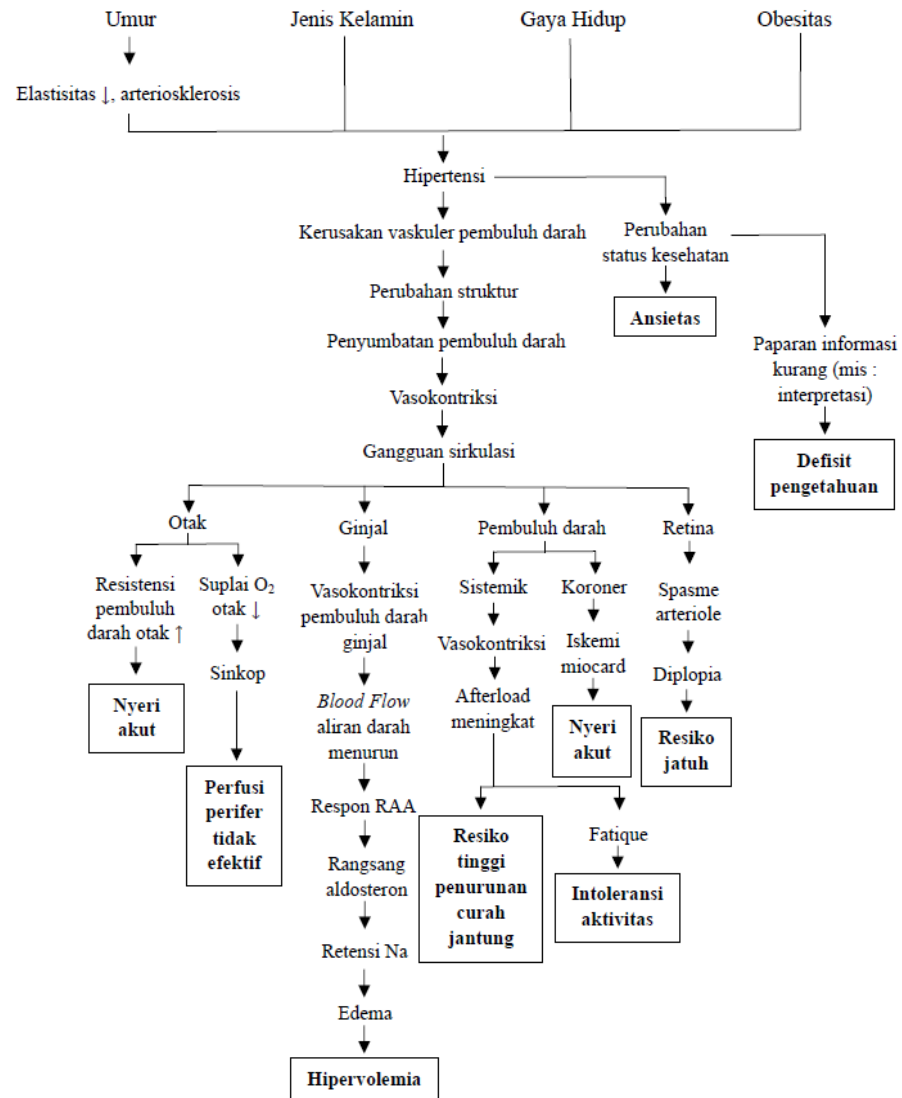 Umur
Jenis Kelamin
Gaya Hidup
Obesitas
Elastisitas ↓, arteriosklerosis
Hipertensi
Kerusakan vaskuler pembuluh darah
Perubahan struktur
Penyumbatan pembuluh darah
Vasokontriksi
Gangguan sirkulasi
Perubahan
status kesehatan
Ansietas
Paparan informasi
kurang (mis :
interpretasi)
Defisit
pengetahuan
Otak
Resistensi
pembuluh
darah otak ↑
Nyeri
akut
Suplai O₂
otak ↓
Sinkop
Perfusi
perifer
tidak
efektif
Ginjal
Vasokontriksi
pembuluh darah
ginjal
Blood Flow
aliran darah
menurun
Respon RAA
Rangsang
aldosteron
Retensi Na
Edema
Hipervolemia
Pembuluh darah
Sistemik
Vasokontriksi
Afterload
meningkat
Resiko
tinggi
penurunan
curah
jantung
Fatique
Intoleransi
aktivitas
Koroner
Iskemi
miocard
Nyeri
akut
Retina
Spasme
arteriole
Diplopia
Resiko
jatuh